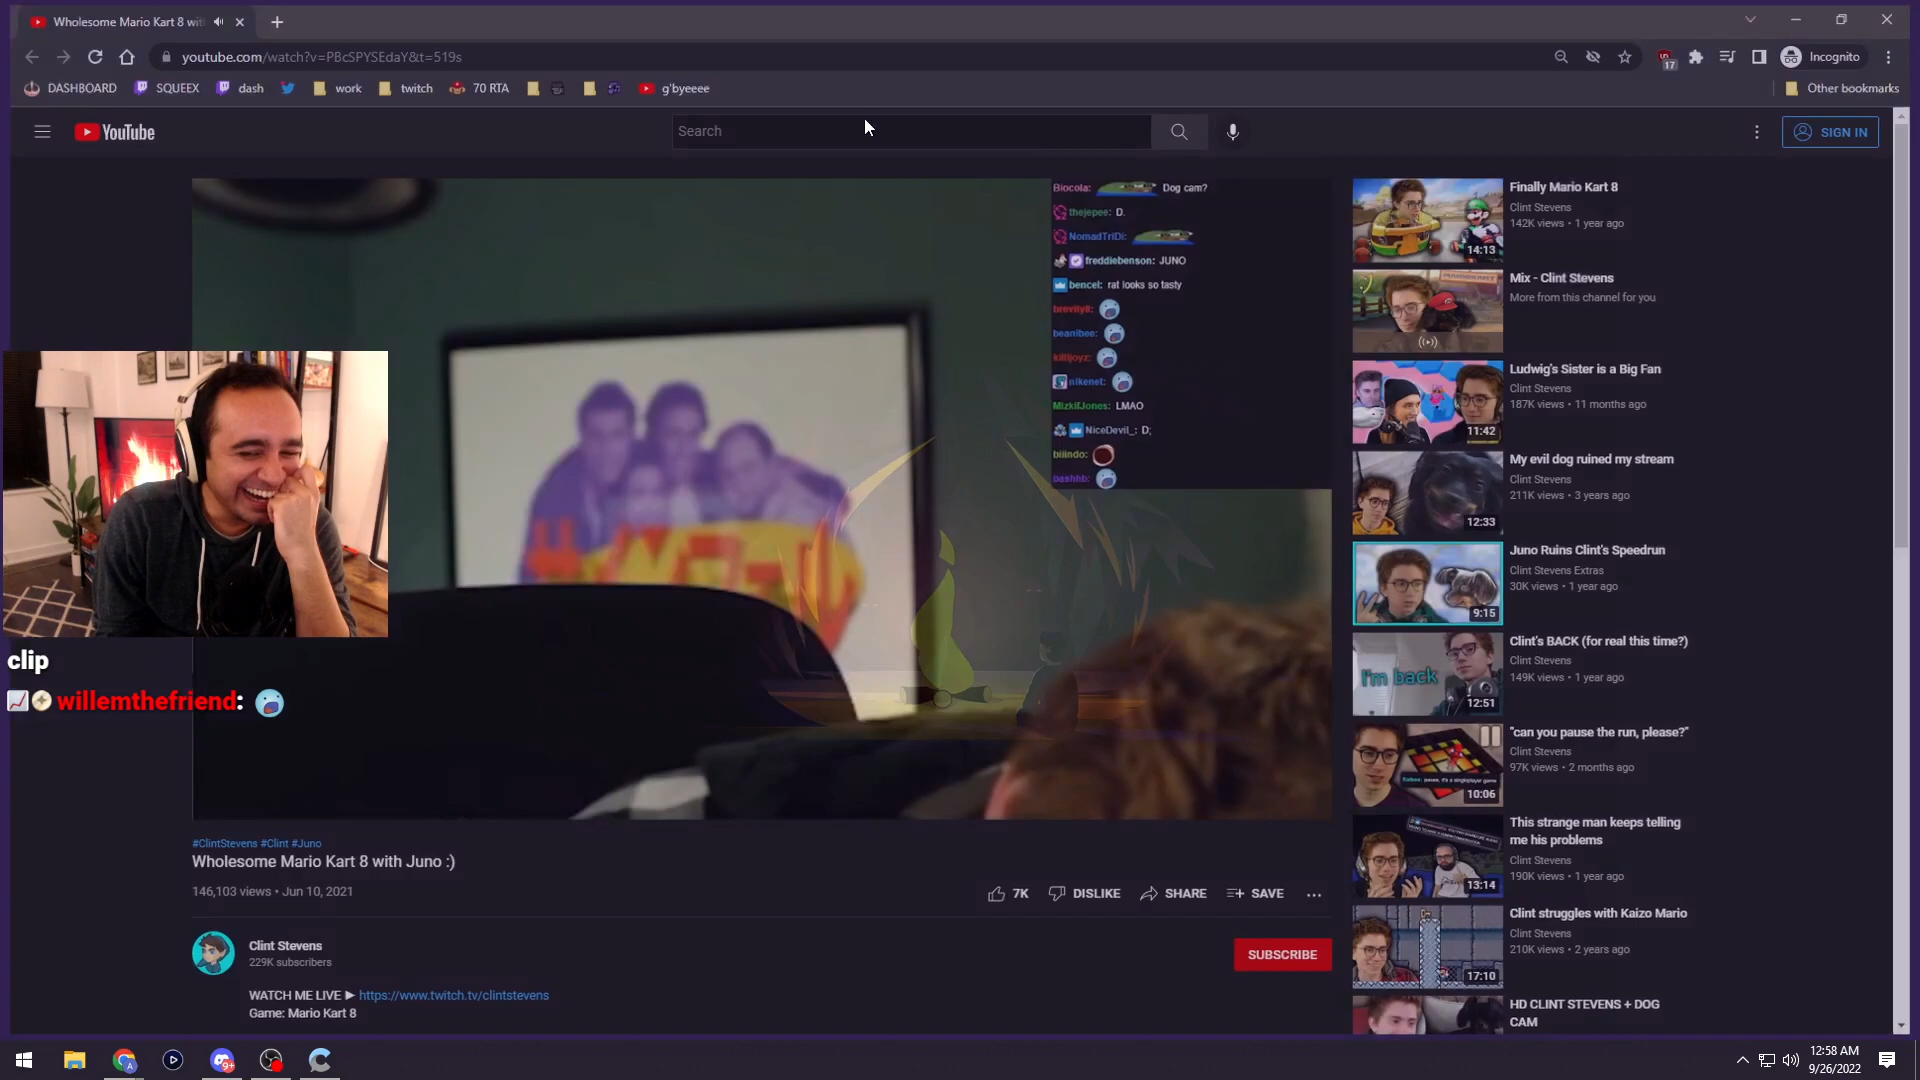 Wholesome Mario Kart 8 wit
youtube.com/watch?v=PBcSPYSEdaY&t=519s
17
Incognito
DASHBOARD
SQUEEX
dash
work
twitch
70 RTA
g'byeeee
Other bookmarks
YouTube
Search
SIGN IN
Biocola: Dog cam?
thejepee: D.
NomadTriDi:
freddiebenson: JUNO
bencel: rat looks so tasty
brevity8:
beanibee:
killijoyz:
nikenet:
MizkifJones: LMAO
NiceDevil_: D;
biiindo:
bashhb:
clip
willemthefriend:
#ClintStevens #Clint #Juno
Wholesome Mario Kart 8 with Juno :)
146,103 views • Jun 10, 2021
7K
DISLIKE
SHARE
SAVE
Clint Stevens
229K subscribers
SUBSCRIBE
WATCH ME LIVE ► https://www.twitch.tv/clintstevens
Game: Mario Kart 8
Finally Mario Kart 8
Clint Stevens
142K views • 1 year ago
14:13
Mix - Clint Stevens
More from this channel for you
Ludwig's Sister is a Big Fan
Clint Stevens
187K views • 11 months ago
11:42
My evil dog ruined my stream
Clint Stevens
211K views • 3 years ago
12:33
Juno Ruins Clint's Speedrun
Clint Stevens Extras
30K views • 1 year ago
9:15
Clint's BACK (for real this time?)
Clint Stevens
149K views • 1 year ago
I'm back
12:51
"can you pause the run, please?"
Clint Stevens
97K views • 2 months ago
10:06
This strange man keeps telling
me his problems
Clint Stevens
190K views • 1 year ago
13:14
Clint struggles with Kaizo Mario
Clint Stevens
210K views • 2 years ago
17:10
HD CLINT STEVENS + DOG
CAM
9+
12:58 AM
9/26/2022